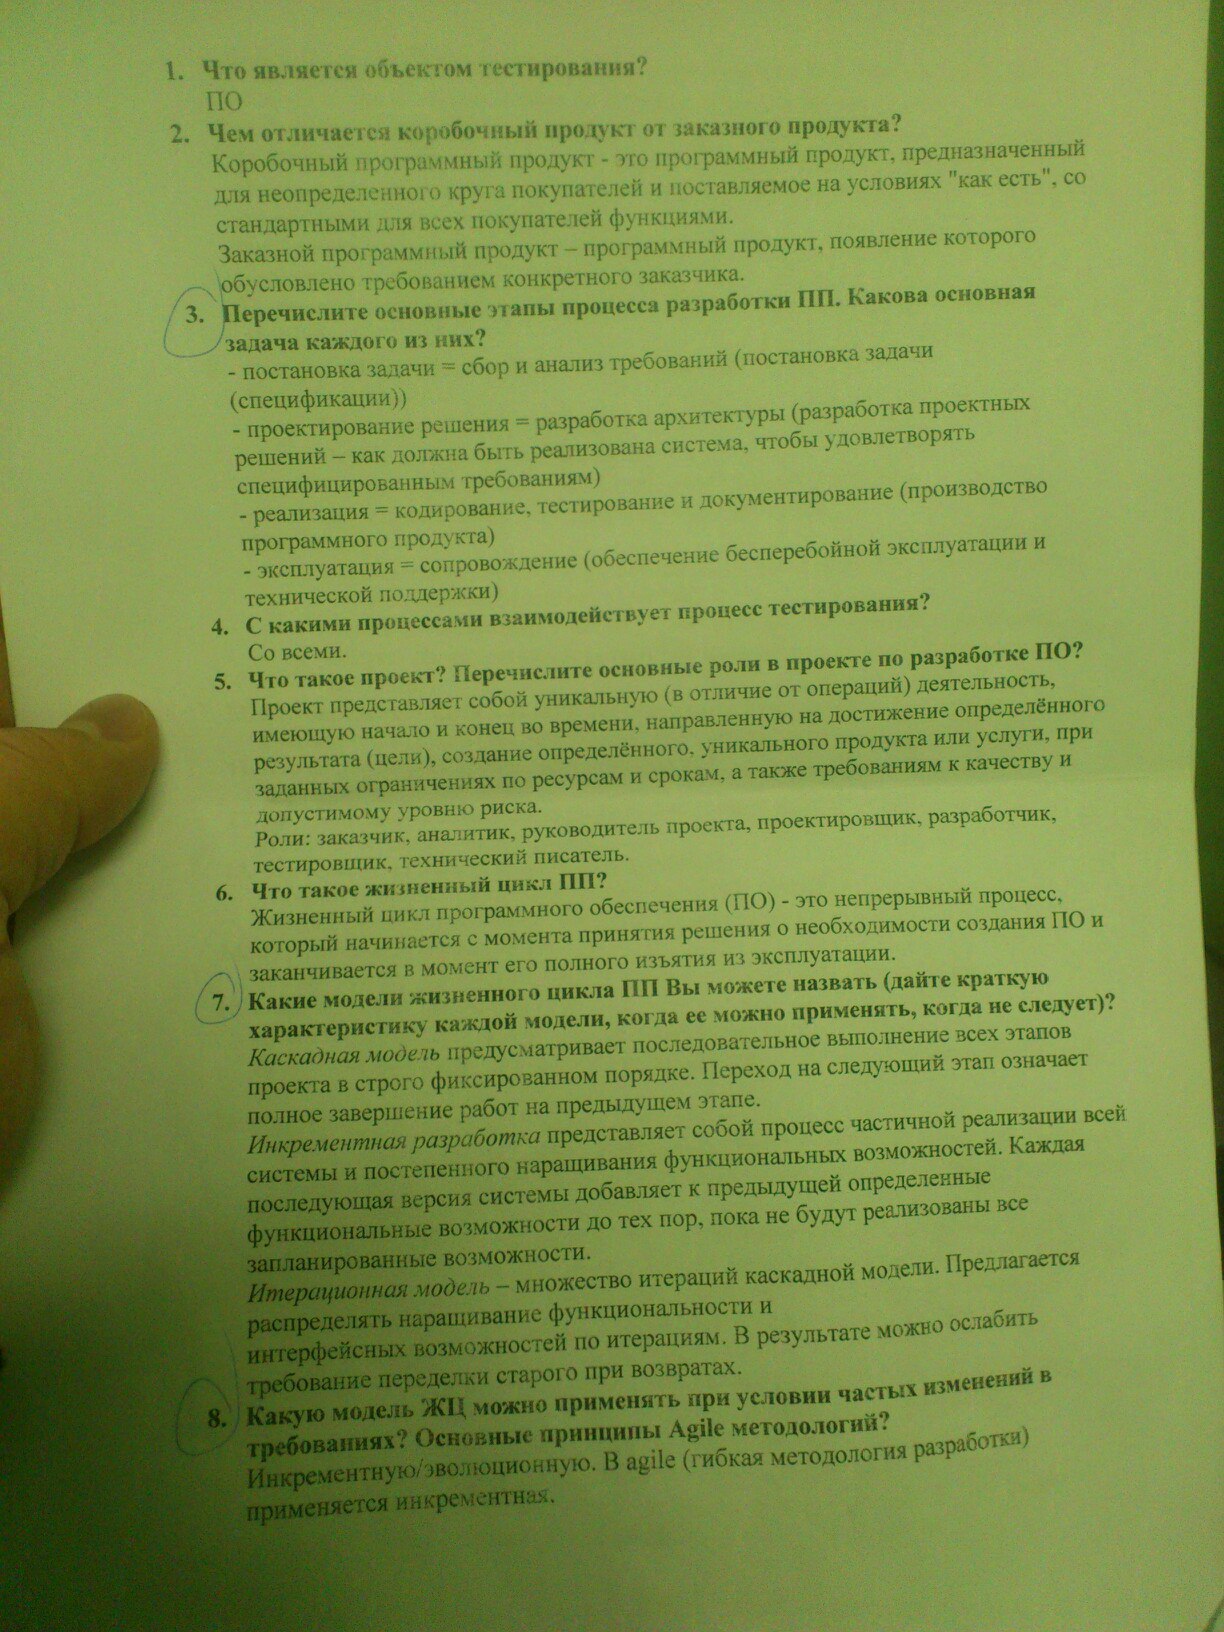 1. Что является объектом тестирования?
ПО
2. Чем отличается коробочный продукт от заказного продукта?
Коробочный программный продукт - это программный продукт, предназначенный
для неопределенного круга покупателей и поставляемое на условиях "как есть", со
стандартными для всех покупателей функциями.
Заказной программный продукт – программный продукт, появление которого
обусловлено требованием конкретного заказчика.
3. Перечислите основные этапы процесса разработки ПП. Какова основная
задача каждого из них?
- постановка задачи = сбор и анализ требований (постановка задачи
(спецификации))
- проектирование решения = разработка архитектуры (разработка проектных
решений – как должна быть реализована система, чтобы удовлетворять
специфицированным требованиям)
- реализация = кодирование, тестирование и документирование (производство
программного продукта)
- эксплуатация = сопровождение (обеспечение бесперебойной эксплуатации и
технической поддержки)
4. С какими процессами взаимодействует процесс тестирования?
Со всеми.
5. Что такое проект? Перечислите основные роли в проекте по разработке ПО?
Проект представляет собой уникальную (в отличие от операций) деятельность,
имеющую начало и конец во времени, направленную на достижение определённого
результата (цели), создание определённого, уникального продукта или услуги, при
заданных ограничениях по ресурсам и срокам, а также требованиям к качеству и
допустимому уровню риска.
Роли: заказчик, аналитик, руководитель проекта, проектировщик, разработчик,
тестировщик, технический писатель.
6. Что такое жизненный цикл ПП?
Жизненный цикл программного обеспечения (ПО) - это непрерывный процесс,
который начинается с момента принятия решения о необходимости создания ПО и
заканчивается в момент его полного изъятия из эксплуатации.
7. Какие модели жизненного цикла ПП Вы можете назвать (дайте краткую
характеристику каждой модели, когда ее можно применять, когда не следует)?
Каскадная модель предусматривает последовательное выполнение всех этапов
проекта в строго фиксированном порядке. Переход на следующий этап означает
полное завершение работ на предыдущем этапе.
Инкрементная разработка представляет собой процесс частичной реализации всей
системы и постепенного наращивания функциональных возможностей. Каждая
последующая версия системы добавляет к предыдущей определенные
функциональные возможности до тех пор, пока не будут реализованы все
запланированные возможности.
Итерационная модель – множество итераций каскадной модели. Предлагается
распределять наращивание функциональности и
интерфейсных возможностей по итерациям. В результате можно ослабить
требование переделки старого при возвратах.
8. Какую модель ЖЦ можно применять при условии частых изменений в
требованиях? Основные принципы Agile методологий?
Инкрементную/эволюционную. В agile (гибкая методология разработки)
применяется инкрементная.